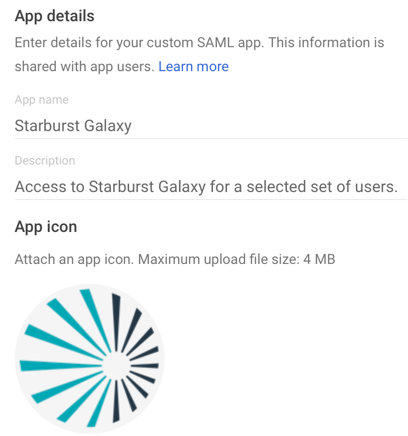 App details
Enter details for your custom SAML app. This information is
shared with app users. Learn more
App name
Starburst Galaxy
Description
Access to Starburst Galaxy for a selected set of users.
App icon
Attach an app icon. Maximum upload file size: 4 MB